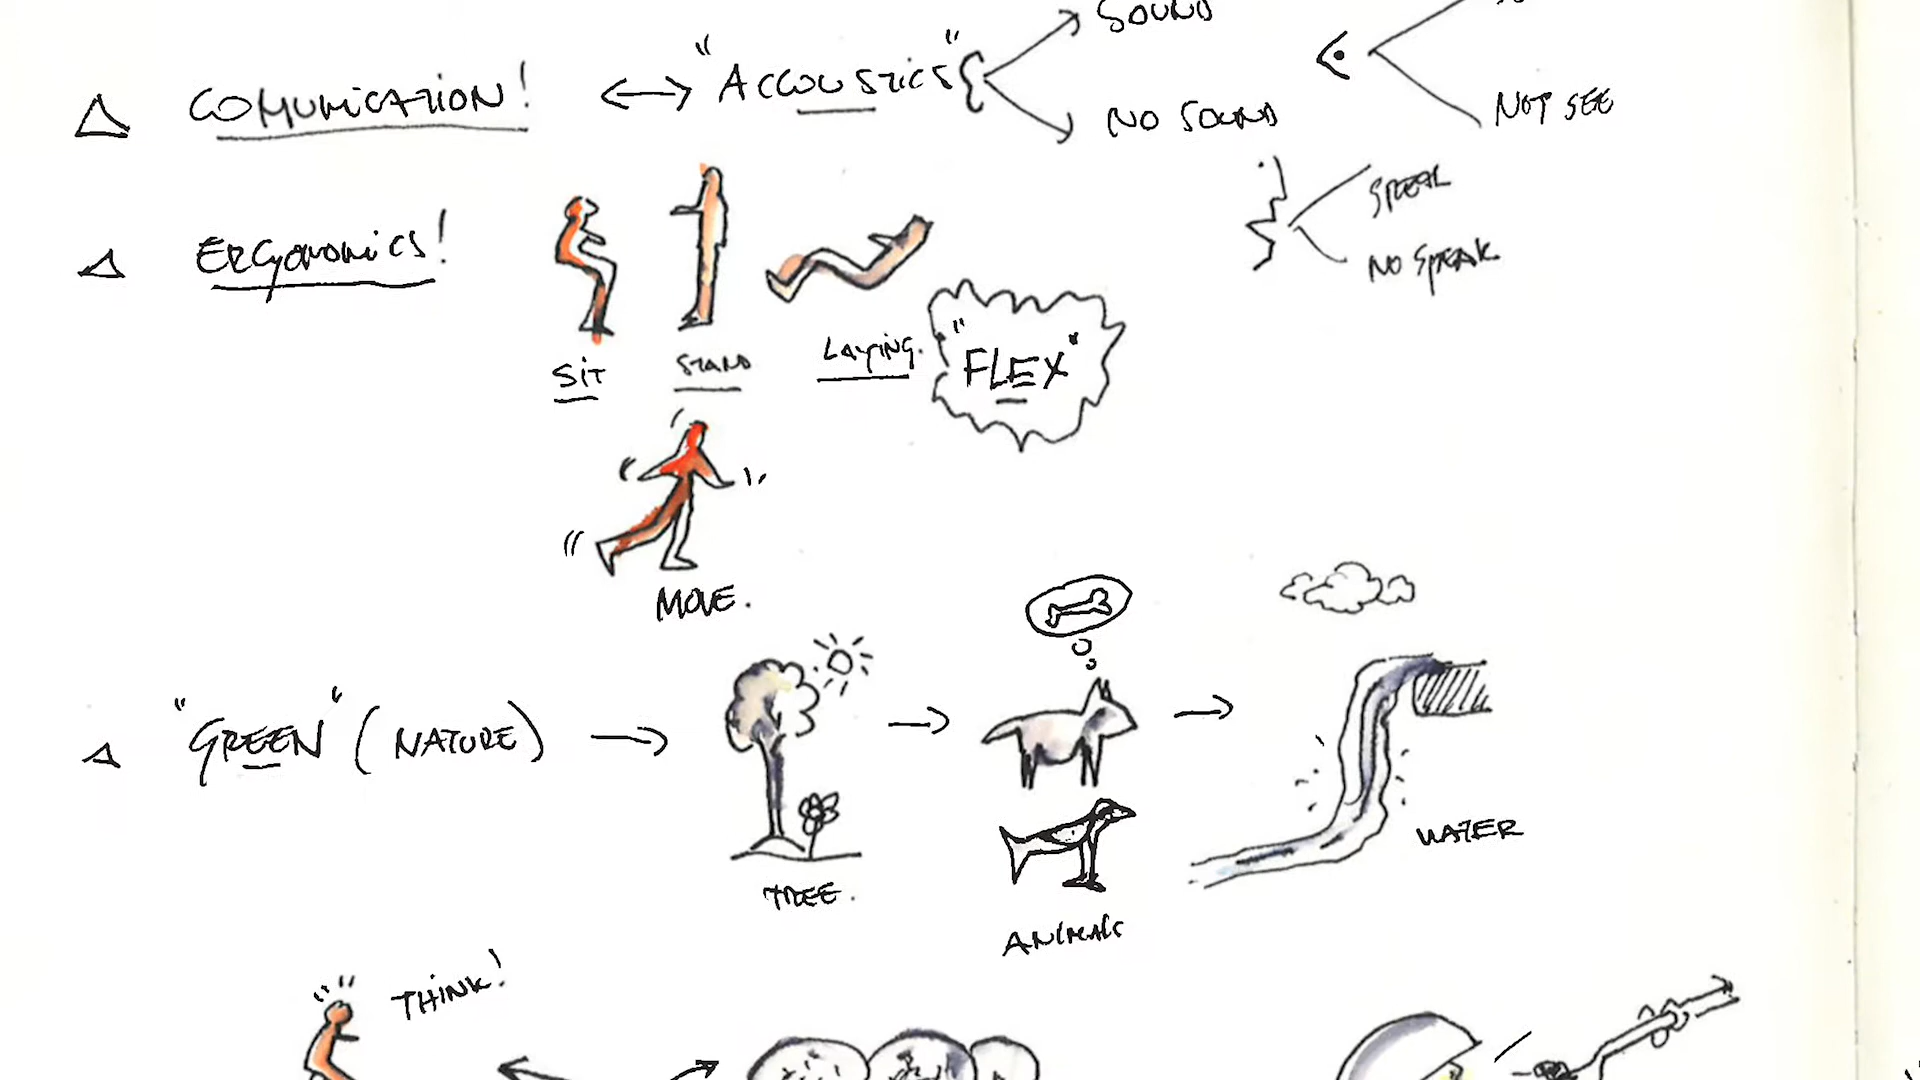 SOUND
COMUNICATION! "ACCOUSTICS"
NO SOUND
NOT SEE
SPEAK
NO SPEAK
ERGONOMICS!
SIT STAND LAYING. "FLEX"
MOVE.
"GREEN" (NATURE)
WATER
TREE.
ANIMALS
THINK!